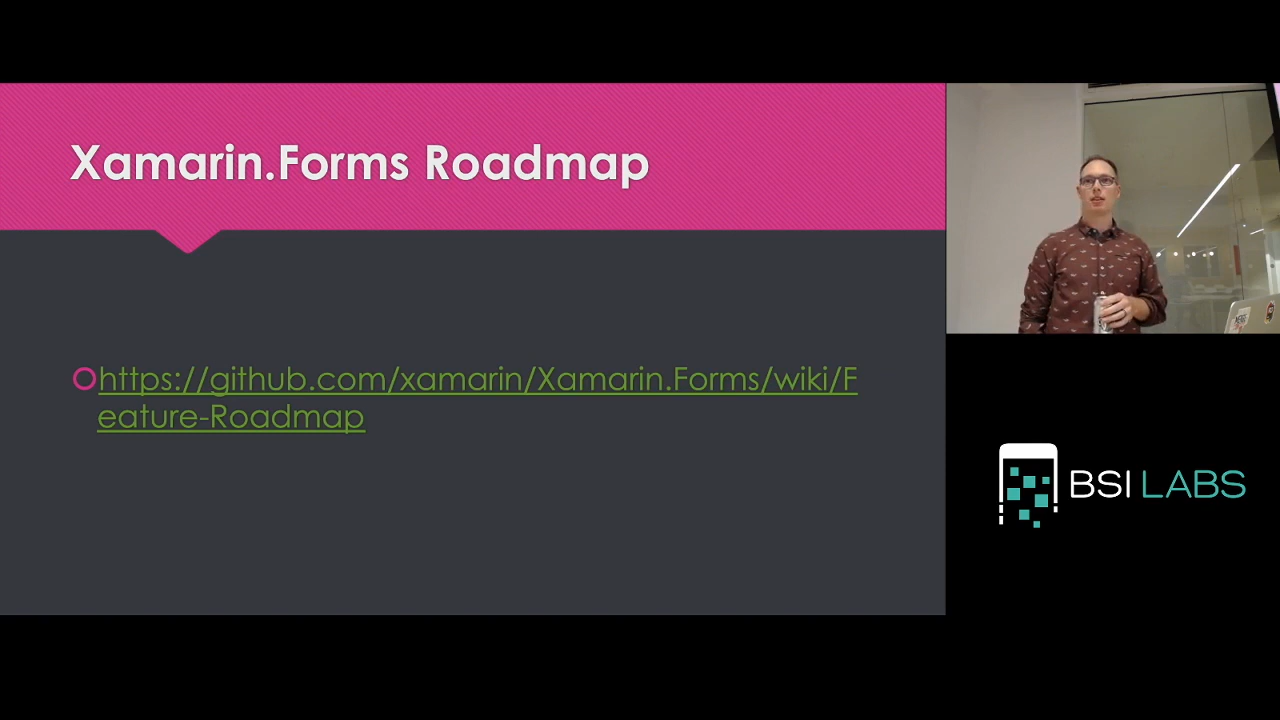 Xamarin.Forms Roadmap
https://github.com/xamarin/Xamarin.Forms/wiki/F
eature-Roadmap
BSI LABS